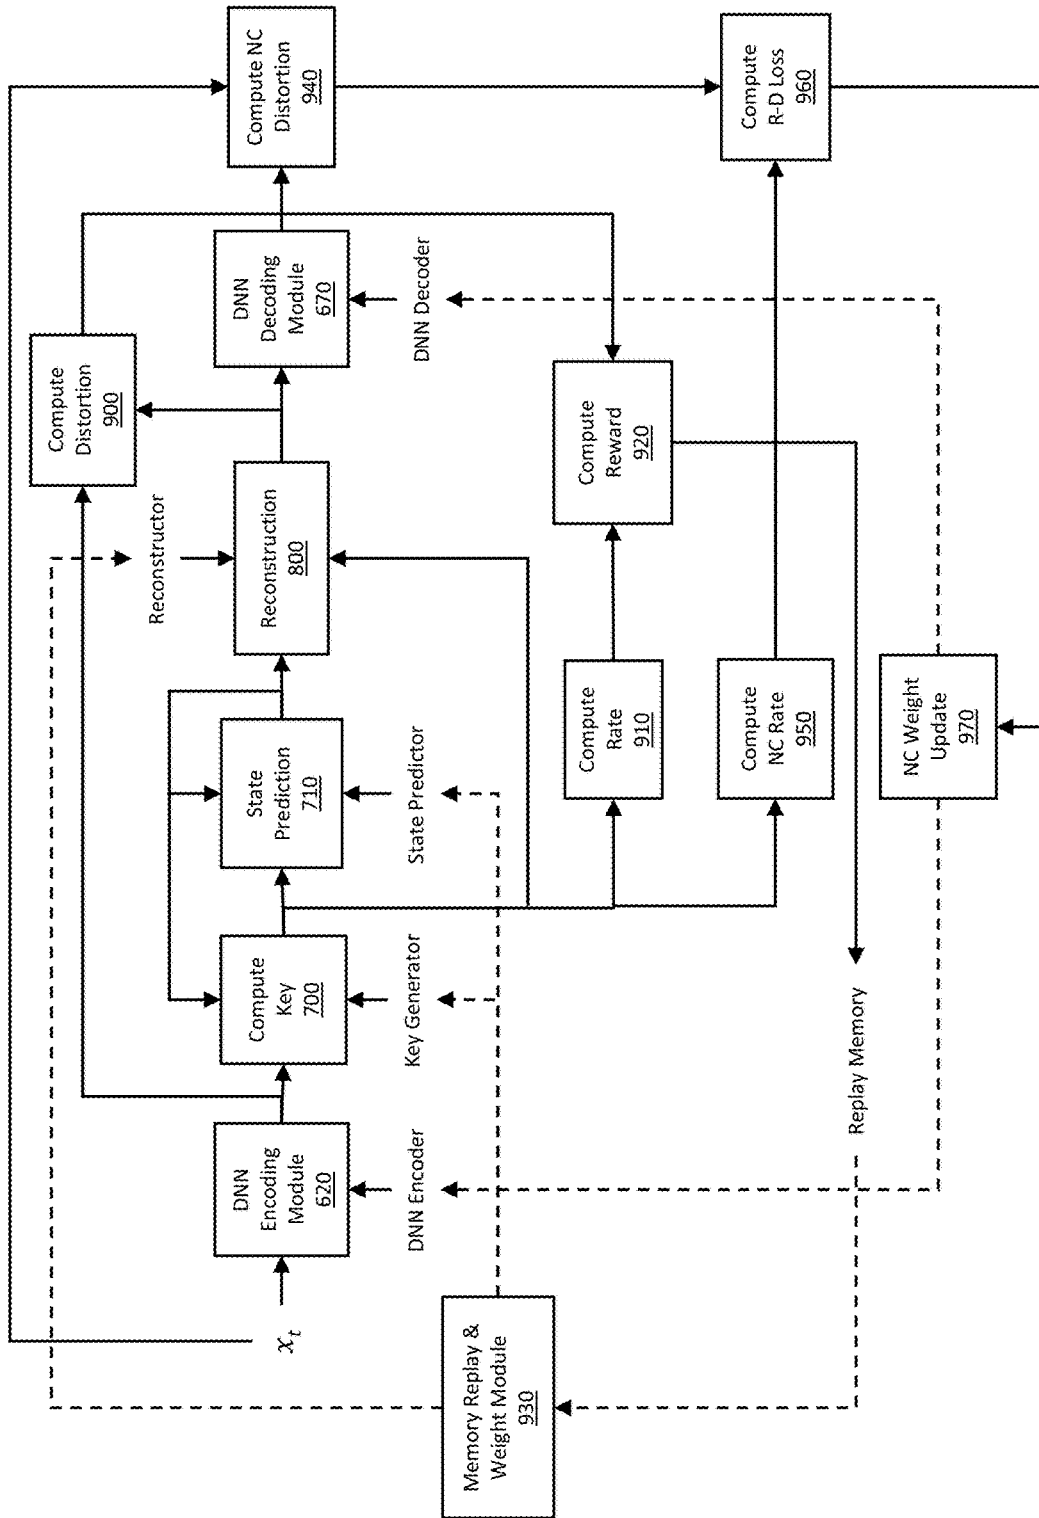 x_t
DNN
Encoding
Module
620
Compute
Key
700
State
Prediction
710
Reconstruction
800
DNN
Decoding
Module
670
Compute NC
Distortion
940
Compute
Distortion
900
Reconstructor
DNN Encoder
Key Generator
State Predictor
DNN Decoder
Memory Replay &
Weight Module
930
Compute
Rate
910
Compute
Reward
920
Compute
NC Rate
950
Compute
R-D Loss
960
Replay Memory
NC Weight
Update
970